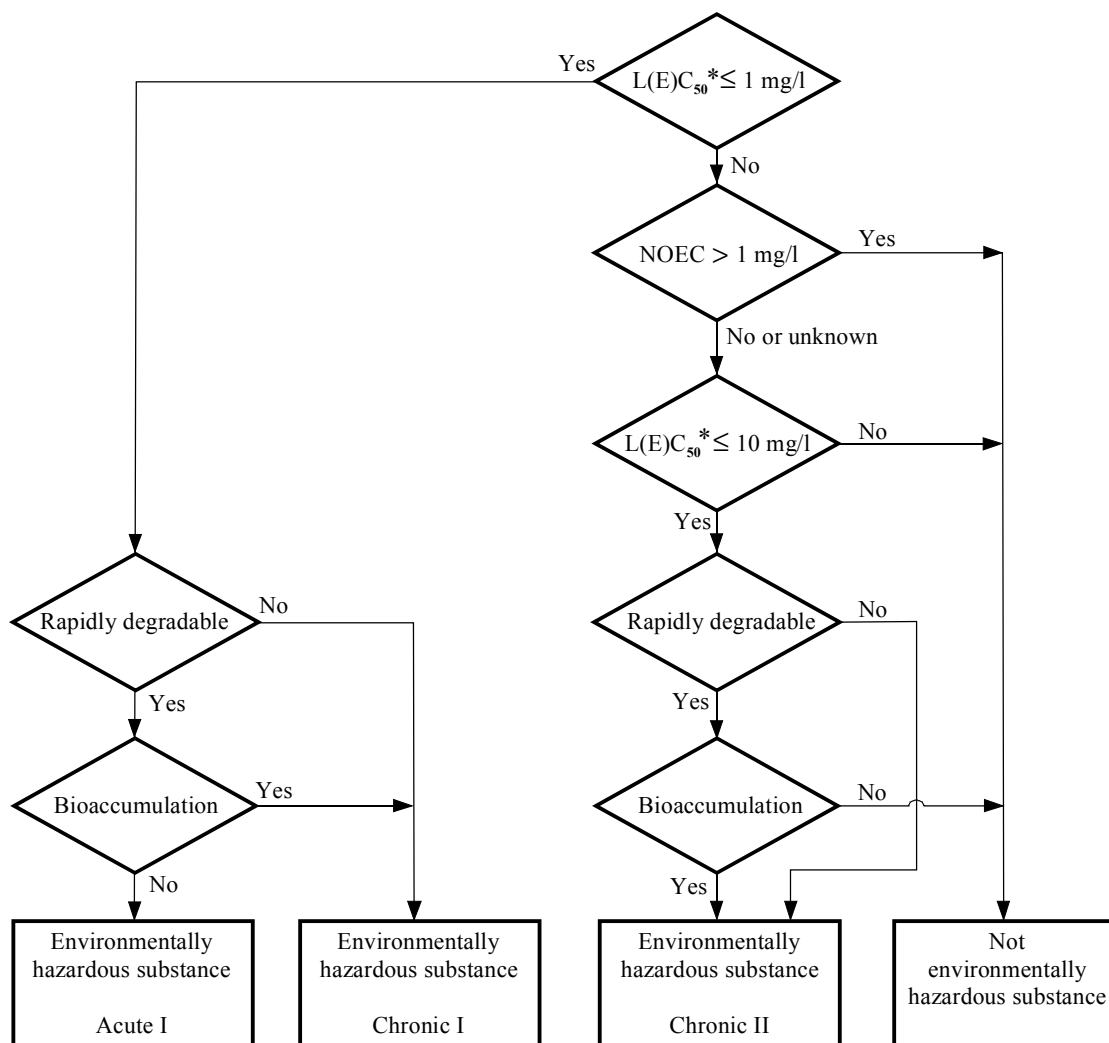 Yes
L(E)C50* ≤ 1 mg/l
No
NOEC > 1 mg/l
Yes
No or unknown
L(E)C50* ≤ 10 mg/l
No
Yes
Rapidly degradable
No
Rapidly degradable
No
Yes
Yes
Bioaccumulation
Yes
Bioaccumulation
No
No
Yes
Environmentally
hazardous substance
Acute I
Environmentally
hazardous substance
Chronic I
Environmentally
hazardous substance
Chronic II
Not
environmentally
hazardous substance